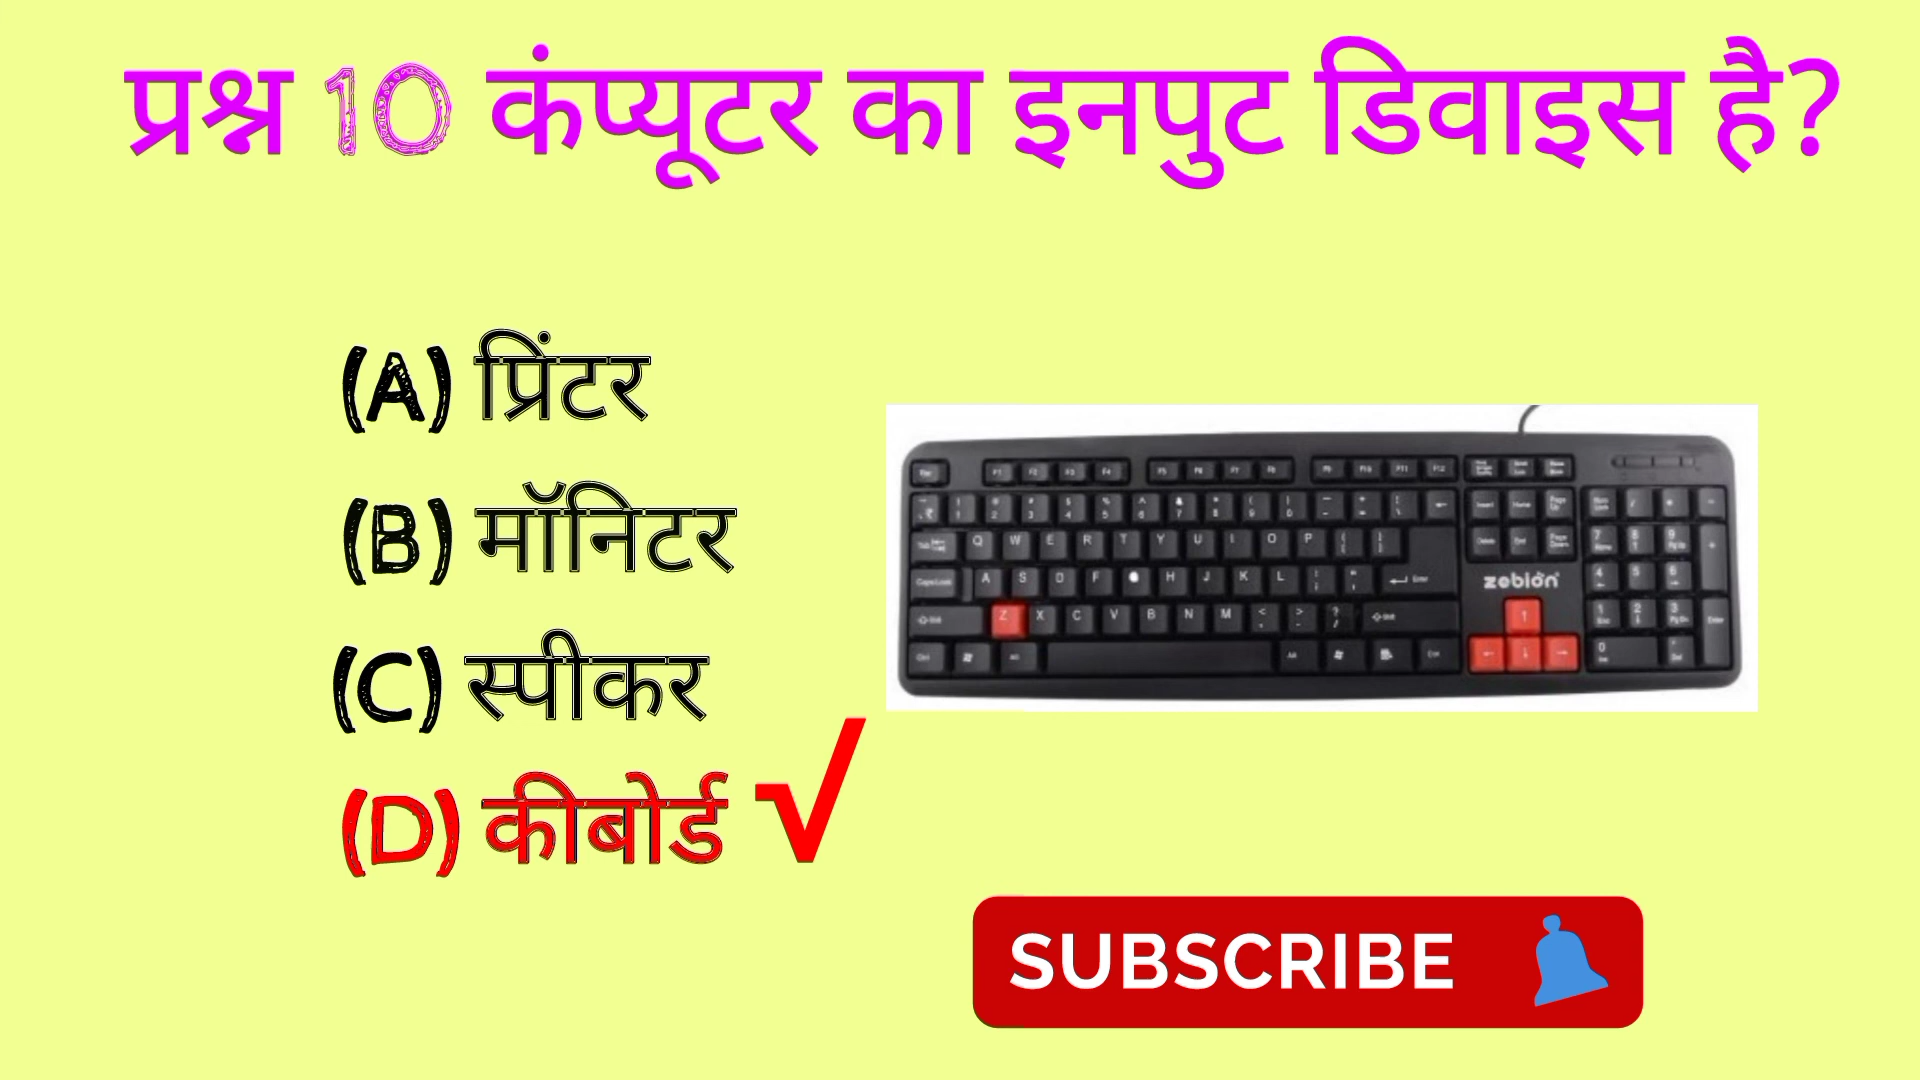 प्रश्न 10 कंप्यूटर का इनपुट डिवाइस है?
(A) प्रिंटर
(B) मॉनिटर
(C) स्पीकर
(D) कीबोर्ड √
zebion
SUBSCRIBE